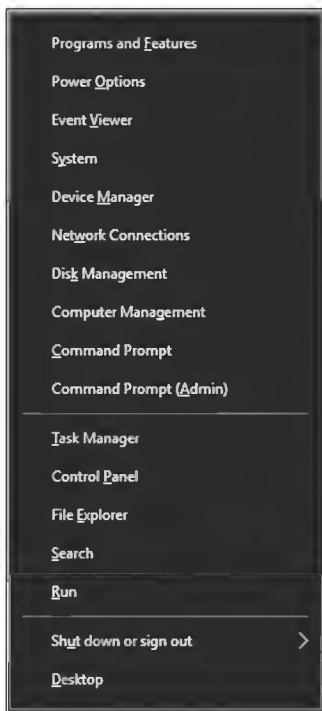 Programs and Features
Power Options
Event Viewer
System
Device Manager
Network Connections
Disk Management
Computer Management
Command Prompt
Command Prompt (Admin)
Task Manager
Control Panel
File Explorer
Search
Run
Shut down or sign out
Desktop